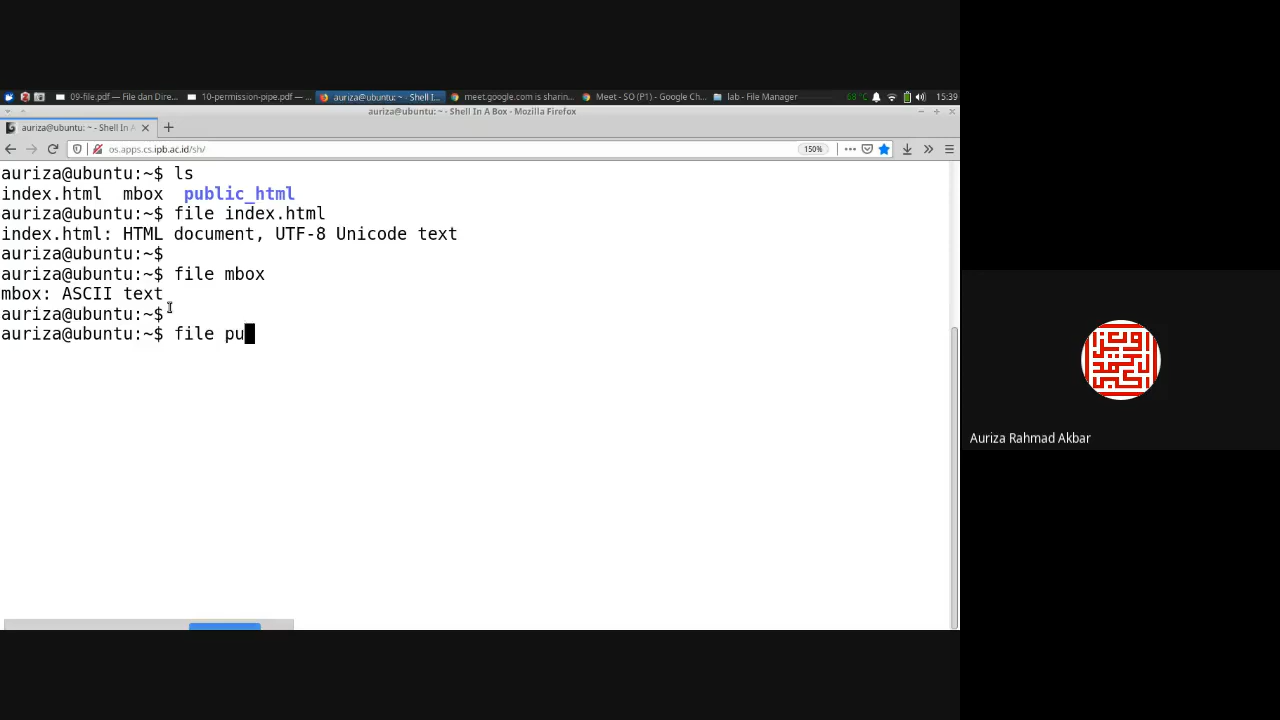 09-file.pdf — File dan Dire...
10-permission-pipe.pdf — ...
auriza@ubuntu: ~ - Shell I...
meet.google.com is sharin...
Meet - SO (P1) - Google Ch...
lab - File Manager
68°C
15:39
auriza@ubuntu: ~ - Shell In A Box - Mozilla Firefox
auriza@ubuntu: ~ - Shell In A
os.apps.cs.ipb.ac.id/sh/
150%
auriza@ubuntu:~$ ls
index.html mbox public_html
auriza@ubuntu:~$ file index.html
index.html: HTML document, UTF-8 Unicode text
auriza@ubuntu:~$
auriza@ubuntu:~$ file mbox
mbox: ASCII text
auriza@ubuntu:~$
auriza@ubuntu:~$ file pu
Auriza Rahmad Akbar